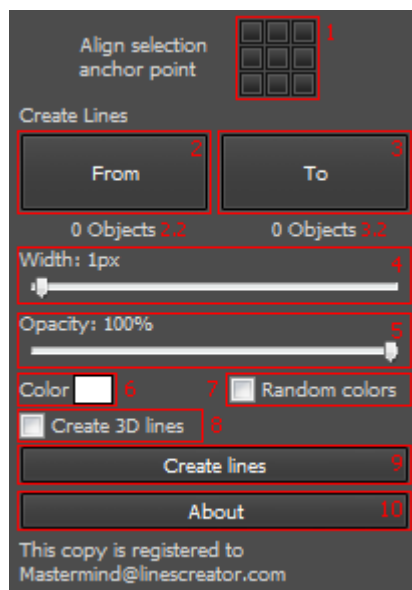 Align selection 1
anchor point
Create Lines
From 2 To 3
0 Objects 2.2 0 Objects 3.2
Width: 1px 4
Opacity: 100% 5
Color 6 7 Random colors
Create 3D lines 8
Create lines 9
About 10
This copy is registered to
Mastermind@linescreator.com